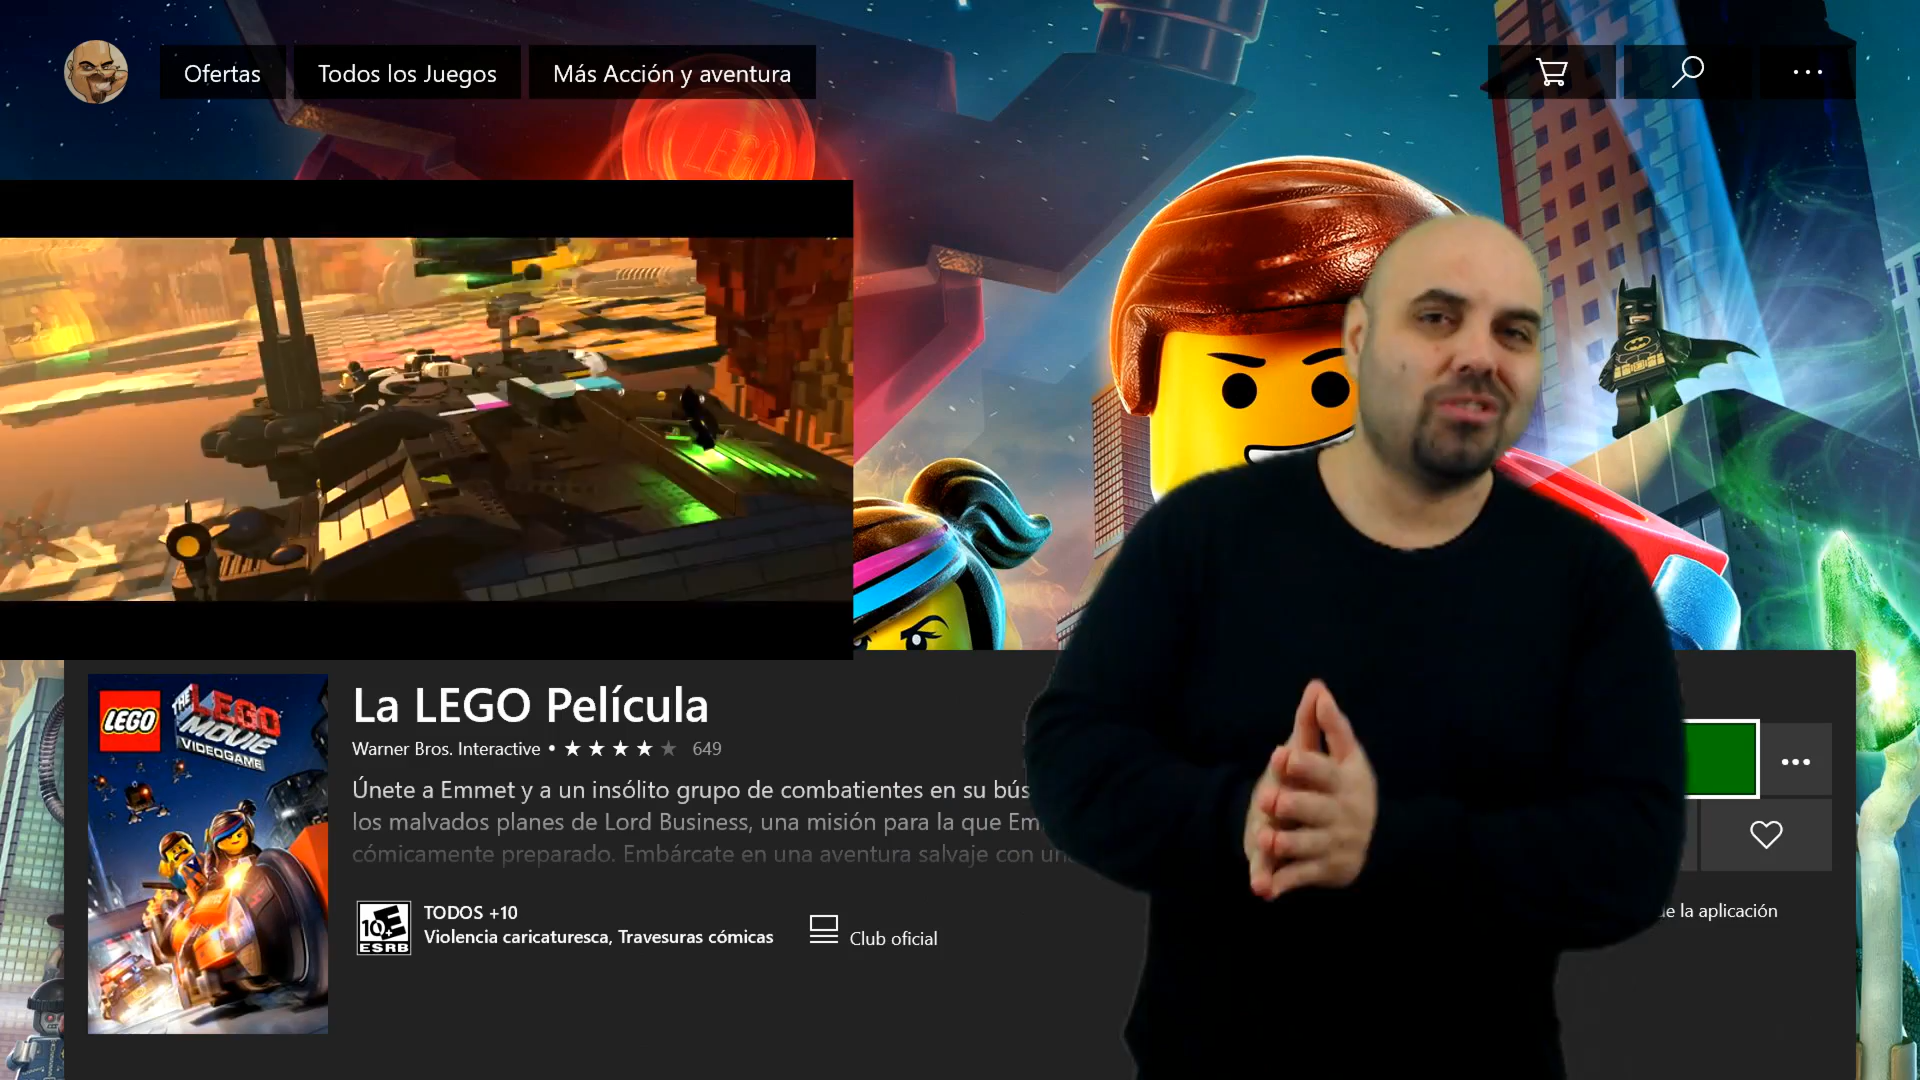 Ofertas
Todos los Juegos
Más Acción y aventura
LEGO
LEGO
THE LEGO MOVIE VIDEOGAME
La LEGO Película
Warner Bros. Interactive • ★ ★ ★ ★ ★ 649
Únete a Emmet y a un insólito grupo de combatientes en su
los malvados planes de Lord Business, una misión para la que
cómicamente preparado. Embárcate en una aventura salvaje con
10+
E
ESRB
TODOS +10
Violencia caricaturesca, Travesuras cómicas
Club oficial
la aplicación